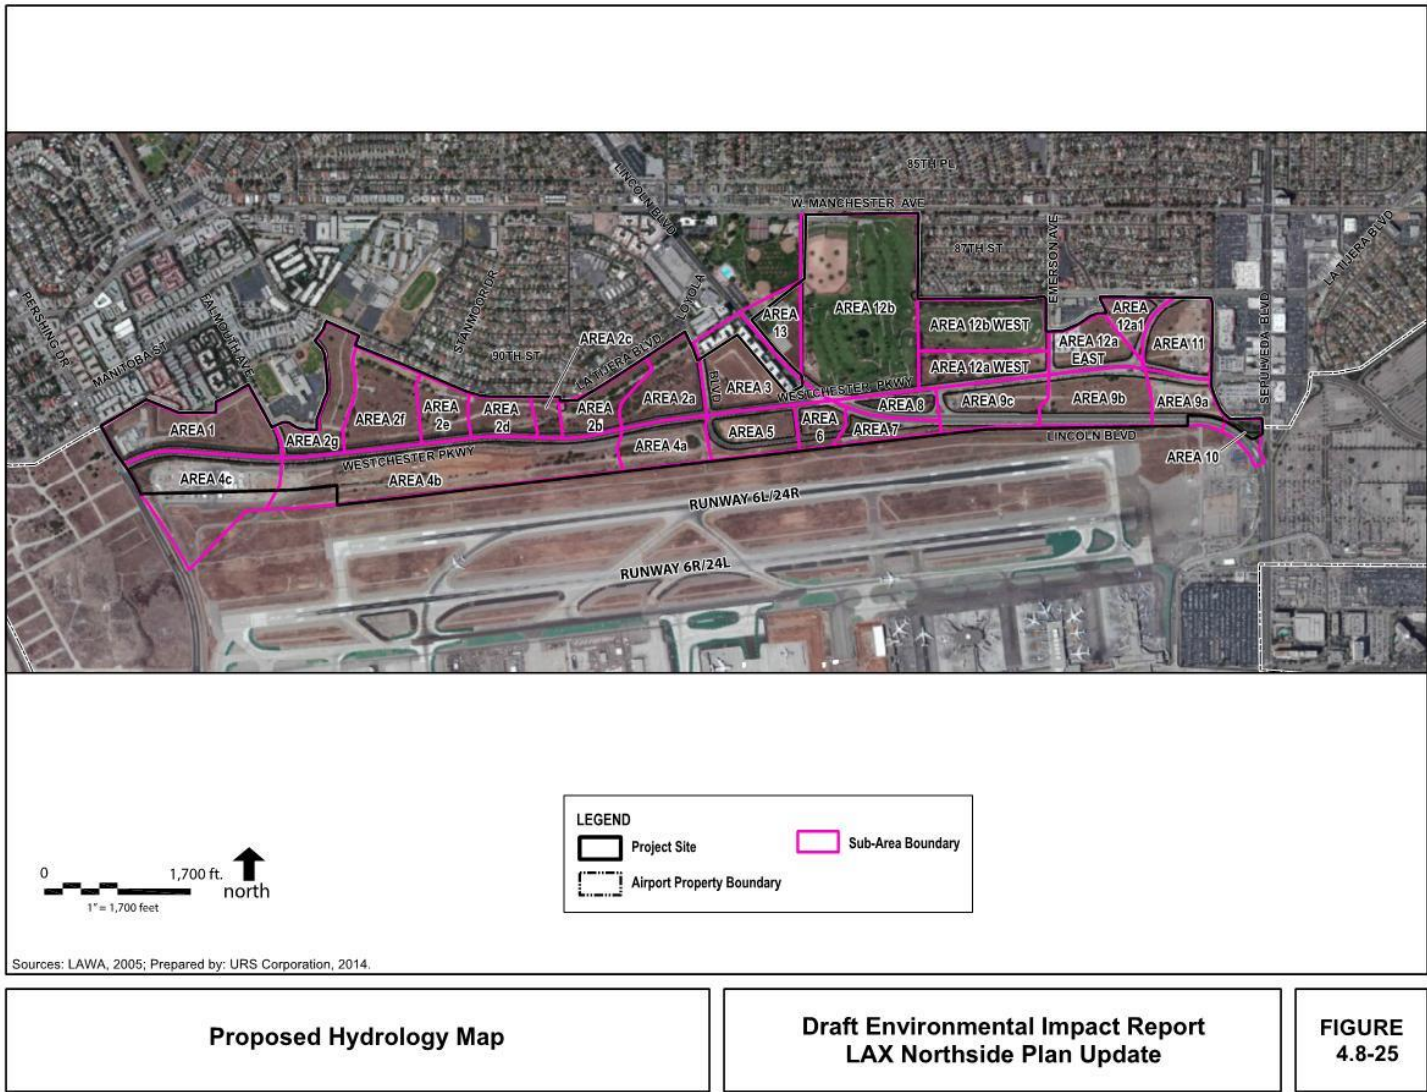 85TH PL
LINCOLN BLVD
W. MANCHESTER AVE
EMERSON AVE
87TH ST
LA TIJERA BLVD
PERSHING DR
MANITOBA ST
FALMOUTH AVE
STANMOOR DR
90TH ST
LA TIJERA BLVD
LOYOLA
BLVD
SEPULVEDA BLVD
AREA 2c
AREA
13
AREA 12b
AREA 12b WEST
AREA
12a1
AREA 12a
EAST
AREA 11
AREA 12a WEST
AREA 1
AREA 2g
AREA 2f
AREA
2e
AREA
2d
AREA
2b
AREA 2a
AREA 3
WESTCHESTER PKWY
AREA 4c
WESTCHESTER PKWY
AREA 4b
AREA 4a
AREA 5
AREA
6
AREA 8
AREA 7
AREA 9c
AREA 9b
AREA 9a
LINCOLN BLVD
AREA 10
RUNWAY 6L/24R
RUNWAY 6R/24L
LEGEND
Project Site
Sub-Area Boundary
Airport Property Boundary
0 1,700 ft.
north
1" = 1,700 feet
Sources: LAWA, 2005; Prepared by: URS Corporation, 2014.
Proposed Hydrology Map
Draft Environmental Impact Report
LAX Northside Plan Update
FIGURE
4.8-25